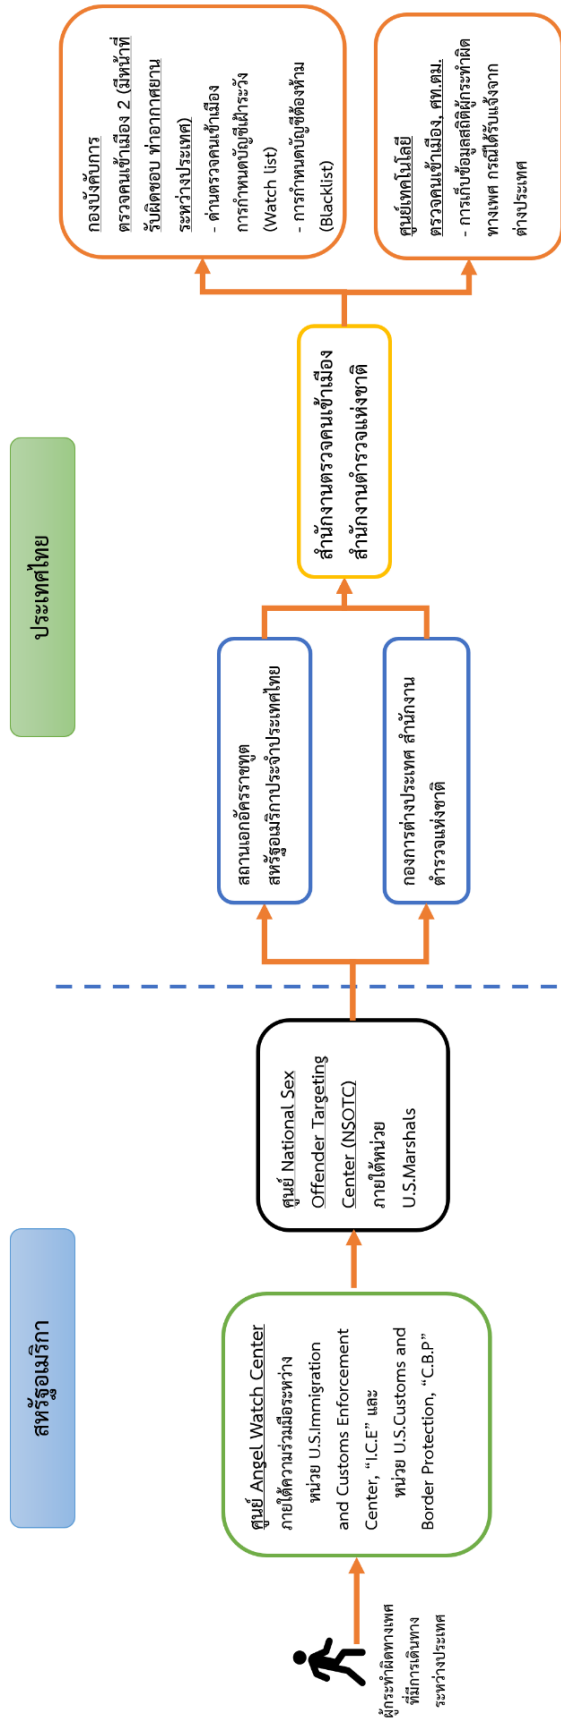 สหรัฐอเมริกา
ประเทศไทย
ผู้กระทำผิดทางเพศ
ที่มีการเดินทาง
ระหว่างประเทศ
ศูนย์ Angel Watch Center
ภายใต้ความร่วมมือระหว่าง
หน่วย U.S.Immigration
and Customs Enforcement
Center, “I.C.E” และ
หน่วย U.S.Customs and
Border Protection, “C.B.P”
ศูนย์ National Sex
Offender Targeting
Center (NSOTC)
ภายใต้หน่วย
U.S.Marshals
สถานเอกอัครราชทูต
สหรัฐอเมริกาประจำประเทศไทย
กองการต่างประเทศ สำนักงาน
ตำรวจแห่งชาติ
สำนักงานตรวจคนเข้าเมือง
สำนักงานตำรวจแห่งชาติ
กองบังคับการ
ตรวจคนเข้าเมือง 2 (มีหน้าที่
รับผิดชอบ ท่าอากาศยาน
ระหว่างประเทศ)
- ด่านตรวจคนเข้าเมือง
การกำหนดบัญชีเฝ้าระวัง
(Watch list)
- การกำหนดบัญชีต้องห้าม
(Blacklist)
ศูนย์เทคโนโลยี
ตรวจคนเข้าเมือง, ศท.ตม.
- การเก็บข้อมูลสถิติผู้กระทำผิด
ทางเพศ กรณีได้รับแจ้งจาก
ต่างประเทศ